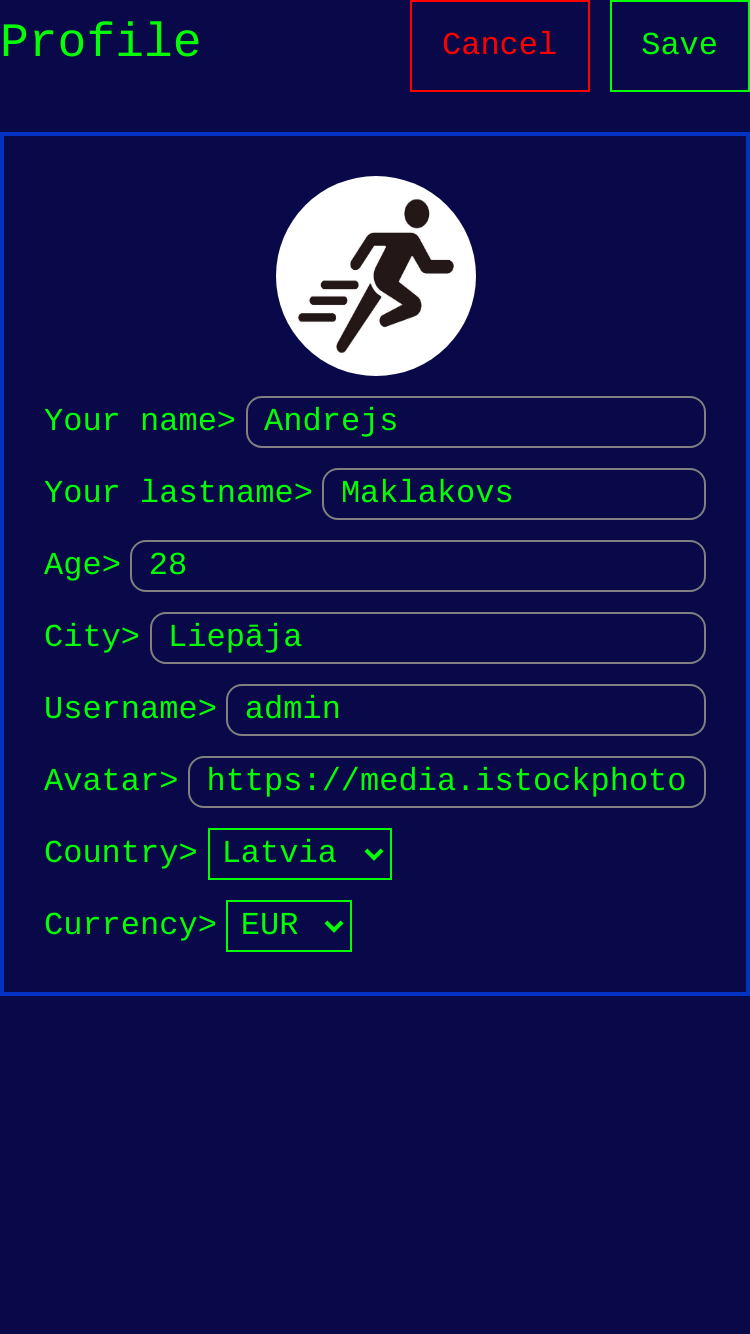 Profile Cancel Save
Your name> Andrejs
Your lastname> Maklakovs
Age> 28
City> Liepāja
Username> admin
Avatar> https://media.istockphoto
Country> Latvia
Currency> EUR